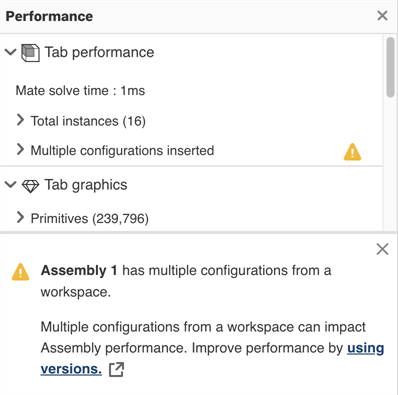 Performance
Tab performance
Mate solve time : 1ms
Total instances (16)
Multiple configurations inserted
Tab graphics
Primitives (239,796)
Assembly 1 has multiple configurations from a
workspace.
Multiple configurations from a workspace can impact
Assembly performance. Improve performance by using
versions.